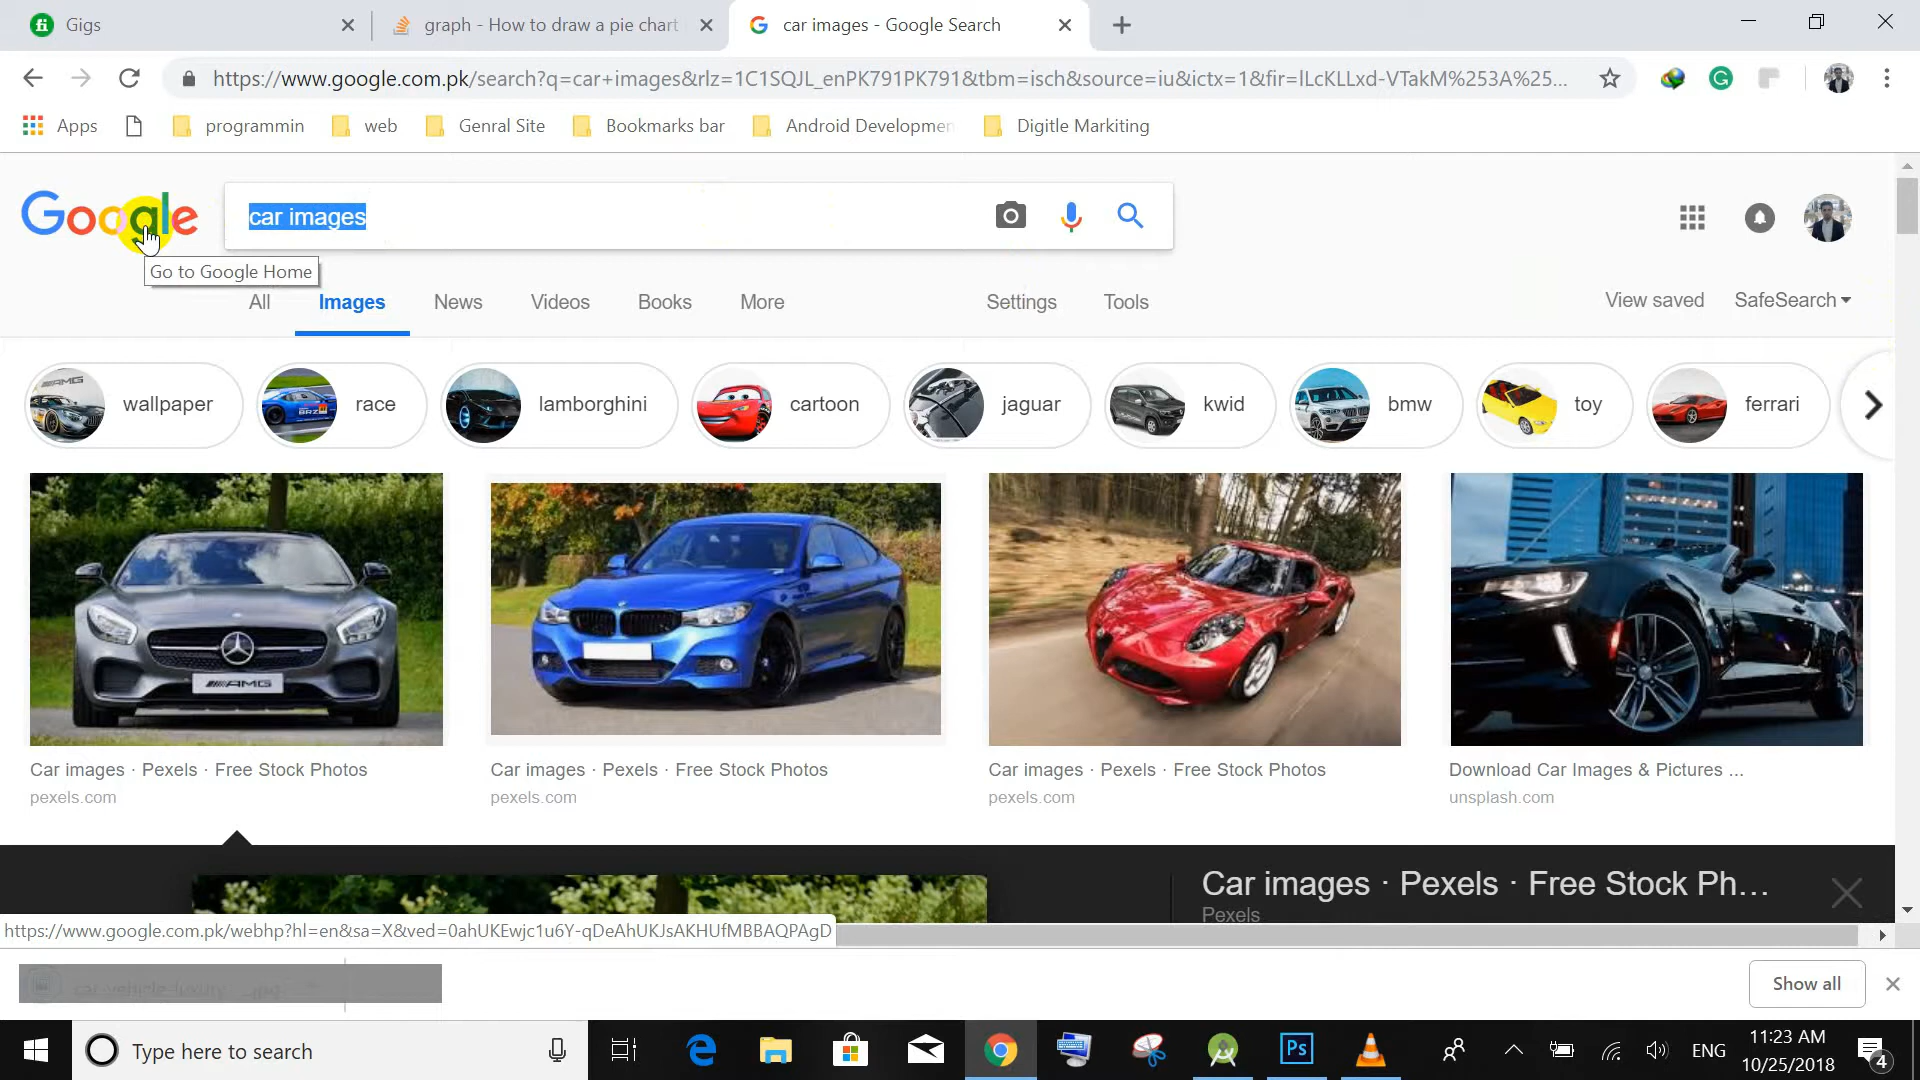 Gigs
graph - How to draw a pie chart
car images - Google Search
https://www.google.com.pk/search?q=car+images&rlz=1C1SQJL_enPK791PK791&tbm=isch&source=iu&ictx=1&fir=lLcKLLxd-VTakM%253A%25...
Apps
programmin
web
Genral Site
Bookmarks bar
Android Developmen
Digitle Markiting
Google
car images
Go to Google Home
All
Images
News
Videos
Books
More
Settings
Tools
View saved
SafeSearch
wallpaper
race
lamborghini
cartoon
jaguar
kwid
bmw
toy
ferrari
Car images · Pexels · Free Stock Photos
pexels.com
Car images · Pexels · Free Stock Photos
pexels.com
Car images · Pexels · Free Stock Photos
pexels.com
Download Car Images & Pictures ...
unsplash.com
Car images · Pexels · Free Stock Ph...
Pexels
https://www.google.com.pk/webhp?hl=en&sa=X&ved=0ahUKEwjc1u6Y-qDeAhUKJsAKHUfMBBAQPAgD
Show all
Type here to search
Ps
ENG
11:23 AM
10/25/2018
4